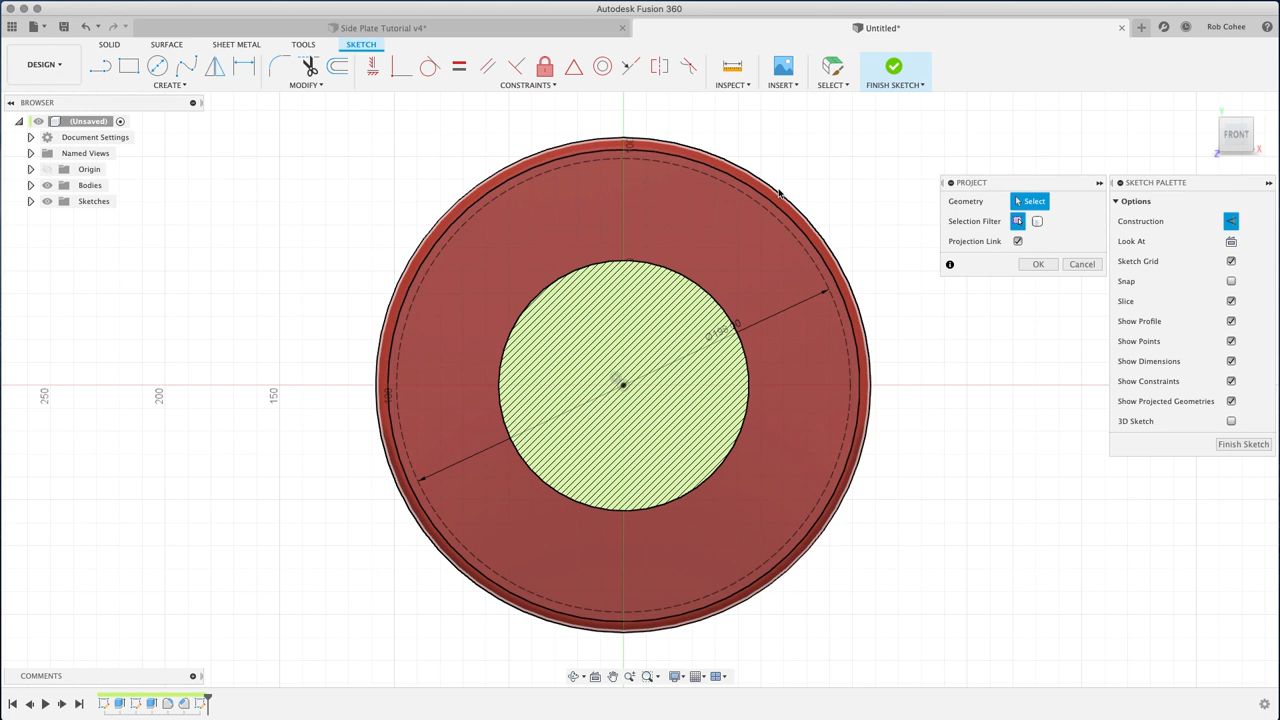 Autodesk Fusion 360
Side Plate Tutorial v4*
Untitled*
Rob Cohee
DESIGN
SOLID
SURFACE
SHEET METAL
TOOLS
SKETCH
CREATE
MODIFY
CONSTRAINTS
INSPECT
INSERT
SELECT
FINISH SKETCH
BROWSER
(Unsaved)
Document Settings
Named Views
Origin
Bodies
Sketches
FRONT
Y
X
Z
PROJECT
Geometry
Select
Selection Filter
Projection Link
OK
Cancel
SKETCH PALETTE
Options
Construction
Look At
Sketch Grid
Snap
Slice
Show Profile
Show Points
Show Dimensions
Show Constraints
Show Projected Geometries
3D Sketch
Finish Sketch
250
200
150
100
COMMENTS